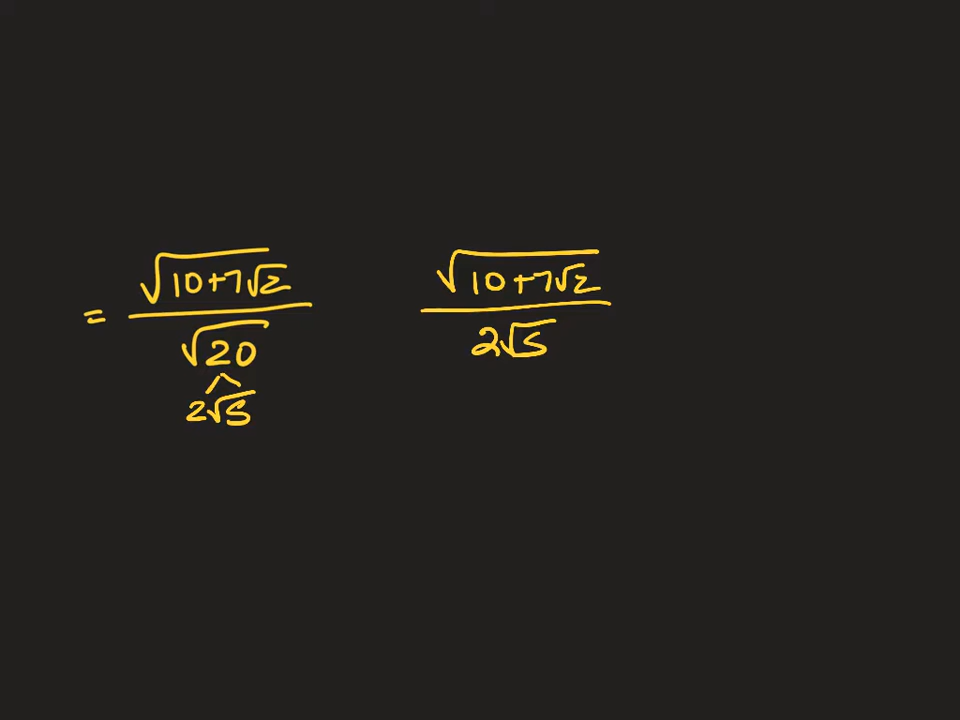 = √(10+7√2) / √20
2√5
√(10+7√2) / 2√5